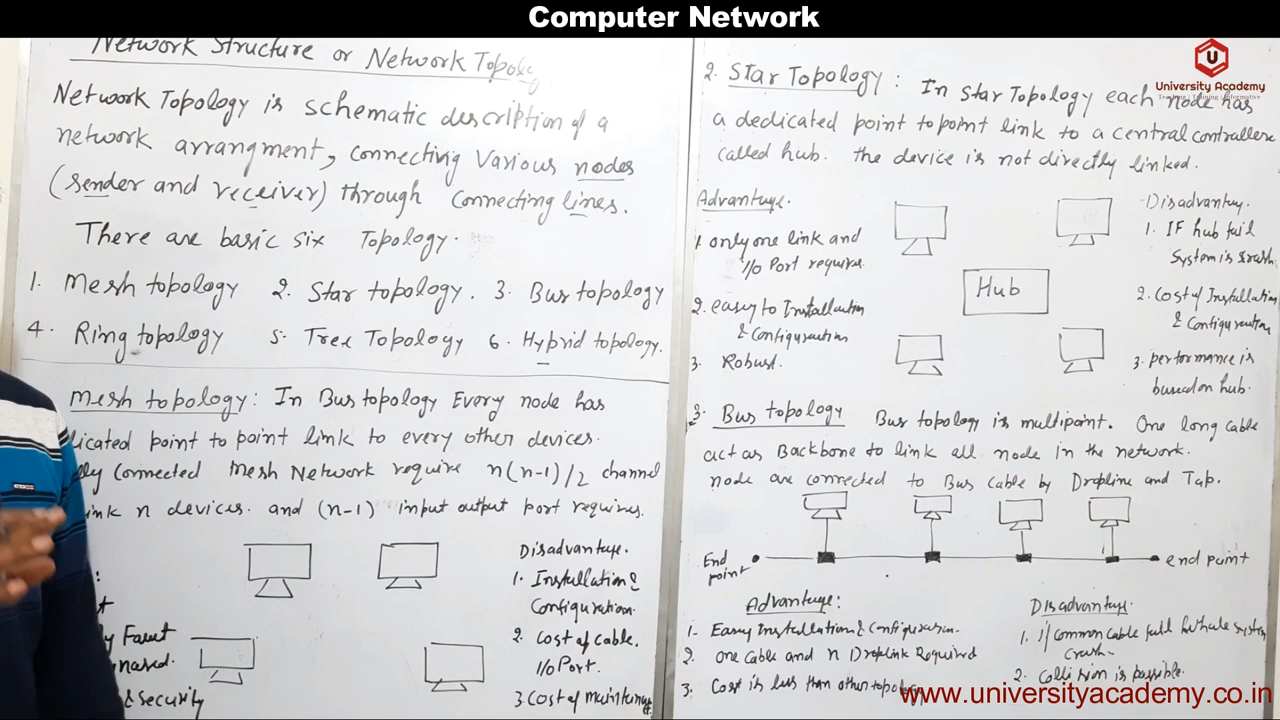 Computer Network
Network Structure or Network Topology
Network Topology is schematic description of a
network arrangment, connecting various nodes
(sender and receiver) through connecting lines.
There are basic six Topology.
1. Mesh topology 2. Star topology. 3. Bus topology
4. Ring topology 5. Tree Topology 6. Hybrid topology.
Mesh topology: In Bus topology Every node has
licated point to point link to every other devices.
lly connected mesh Network require n(n-1)/2 channel
ink n devices. and (n-1) input output port requires.
Disadvantage.
1. Installation &
Configuration.
2. Cost of cable.
I/o Port.
3. Cost of maintenance
Fault
& security
University Academy
Teaching | Training | Informative
2. Star Topology: In Star Topology each node has
a dedicated point to point link to a central controller
called hub. the device is not directly linked.
Advantage.
1. only one link and
I/o Port require.
2. easy to Installation
& Configuration
3. Robust.
Hub
Disadvantag.
1. IF hub fail
System is crash.
2. Cost of Installation
& Configuration
3. performance is
based on hub.
3. Bus topology Bus topology is multipoint. One long cable
act as Backbone to link all node in the network.
node are connected to Bus cable by Dropline and Tap.
End point
end point
Advantage:
1- Easy Installation & Configuration.
2. one cable and n Droplink Required
3. Cost is less than other topology
Disadvantage.
1. If common cable fail whole system
crash.
2. Collision is possible.
www.universityacademy.co.in